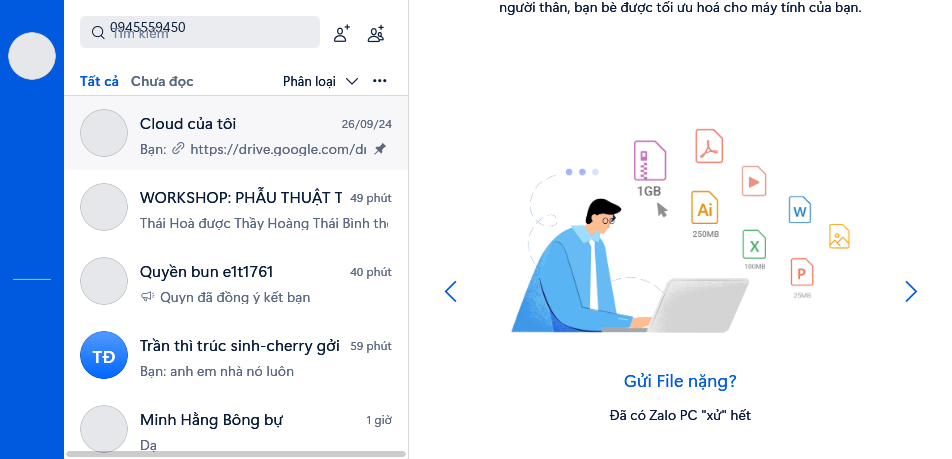 0945559450
Tìm kiếm
Tất cả
Chưa đọc
Phân loại
Cloud của tôi
26/09/24
Bạn: https://drive.google.com/dr
WORKSHOP: PHẪU THUẬT T
49 phút
Thái Hoà được Thầy Hoàng Thái Bình thê
Quyền bun e1t1761
40 phút
Quyn đã đồng ý kết bạn
TĐ
Trần thì trúc sinh-cherry gởi
59 phút
Bạn: anh em nhà nó luôn
Minh Hằng Bông bự
1 giờ
Dạ
người thân, bạn bè được tối ưu hoá cho máy tính của bạn.
1GB
Ai
250MB
W
X
100MB
P
25MB
Gửi File nặng?
Đã có Zalo PC "xử" hết